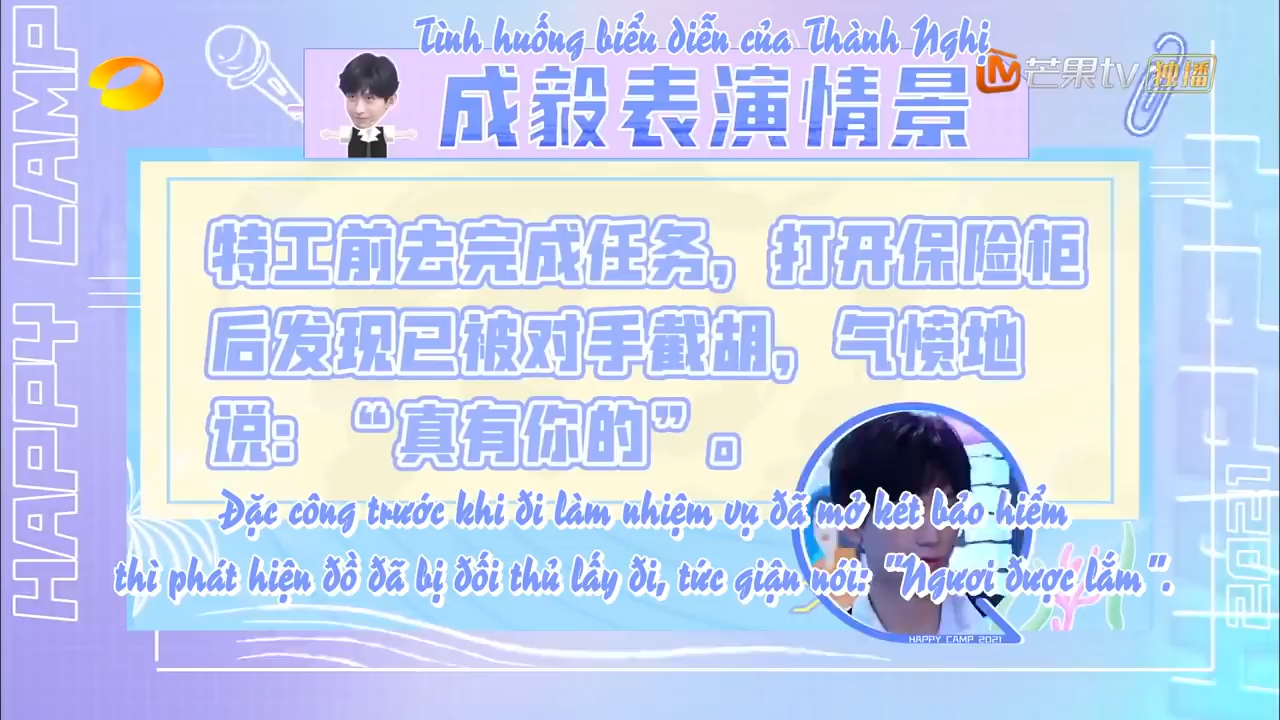 Tình huống biểu diễn của Thành Nghị
成毅表演情景
芒果tv 独播
HAPPY CAMP
特工前去完成任务，打开保险柜
后发现已被对手截胡，气愤地
说：“真有你的”。
Đặc công trước khi đi làm nhiệm vụ đã mở két bảo hiểm
thì phát hiện đồ đã bị đối thủ lấy đi, tức giận nói: "Ngươi được lắm".
HAPPY CAMP 2021
2021